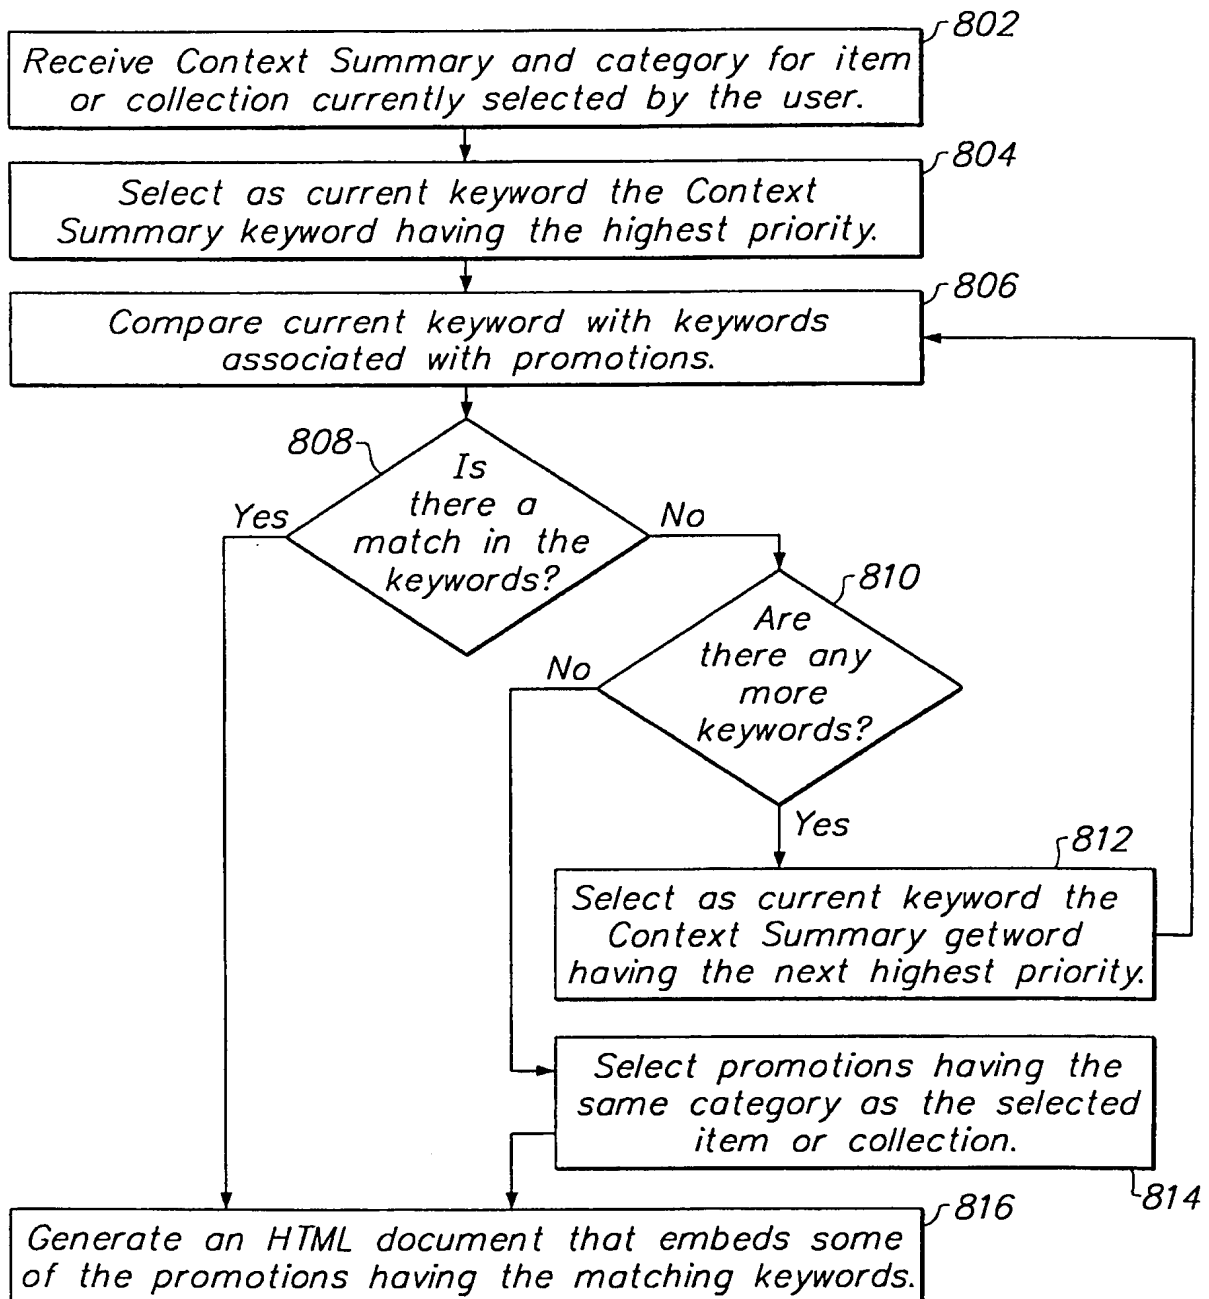 802
Receive Context Summary and category for item
or collection currently selected by the user.
804
Select as current keyword the Context
Summary keyword having the highest priority.
806
Compare current keyword with keywords
associated with promotions.
808
Is
there a
match in the
keywords?
Yes
No
810
Are
there any
more
keywords?
No
Yes
812
Select as current keyword the
Context Summary getword
having the next highest priority.
Select promotions having the
same category as the selected
item or collection.
814
816
Generate an HTML document that embeds some
of the promotions having the matching keywords.